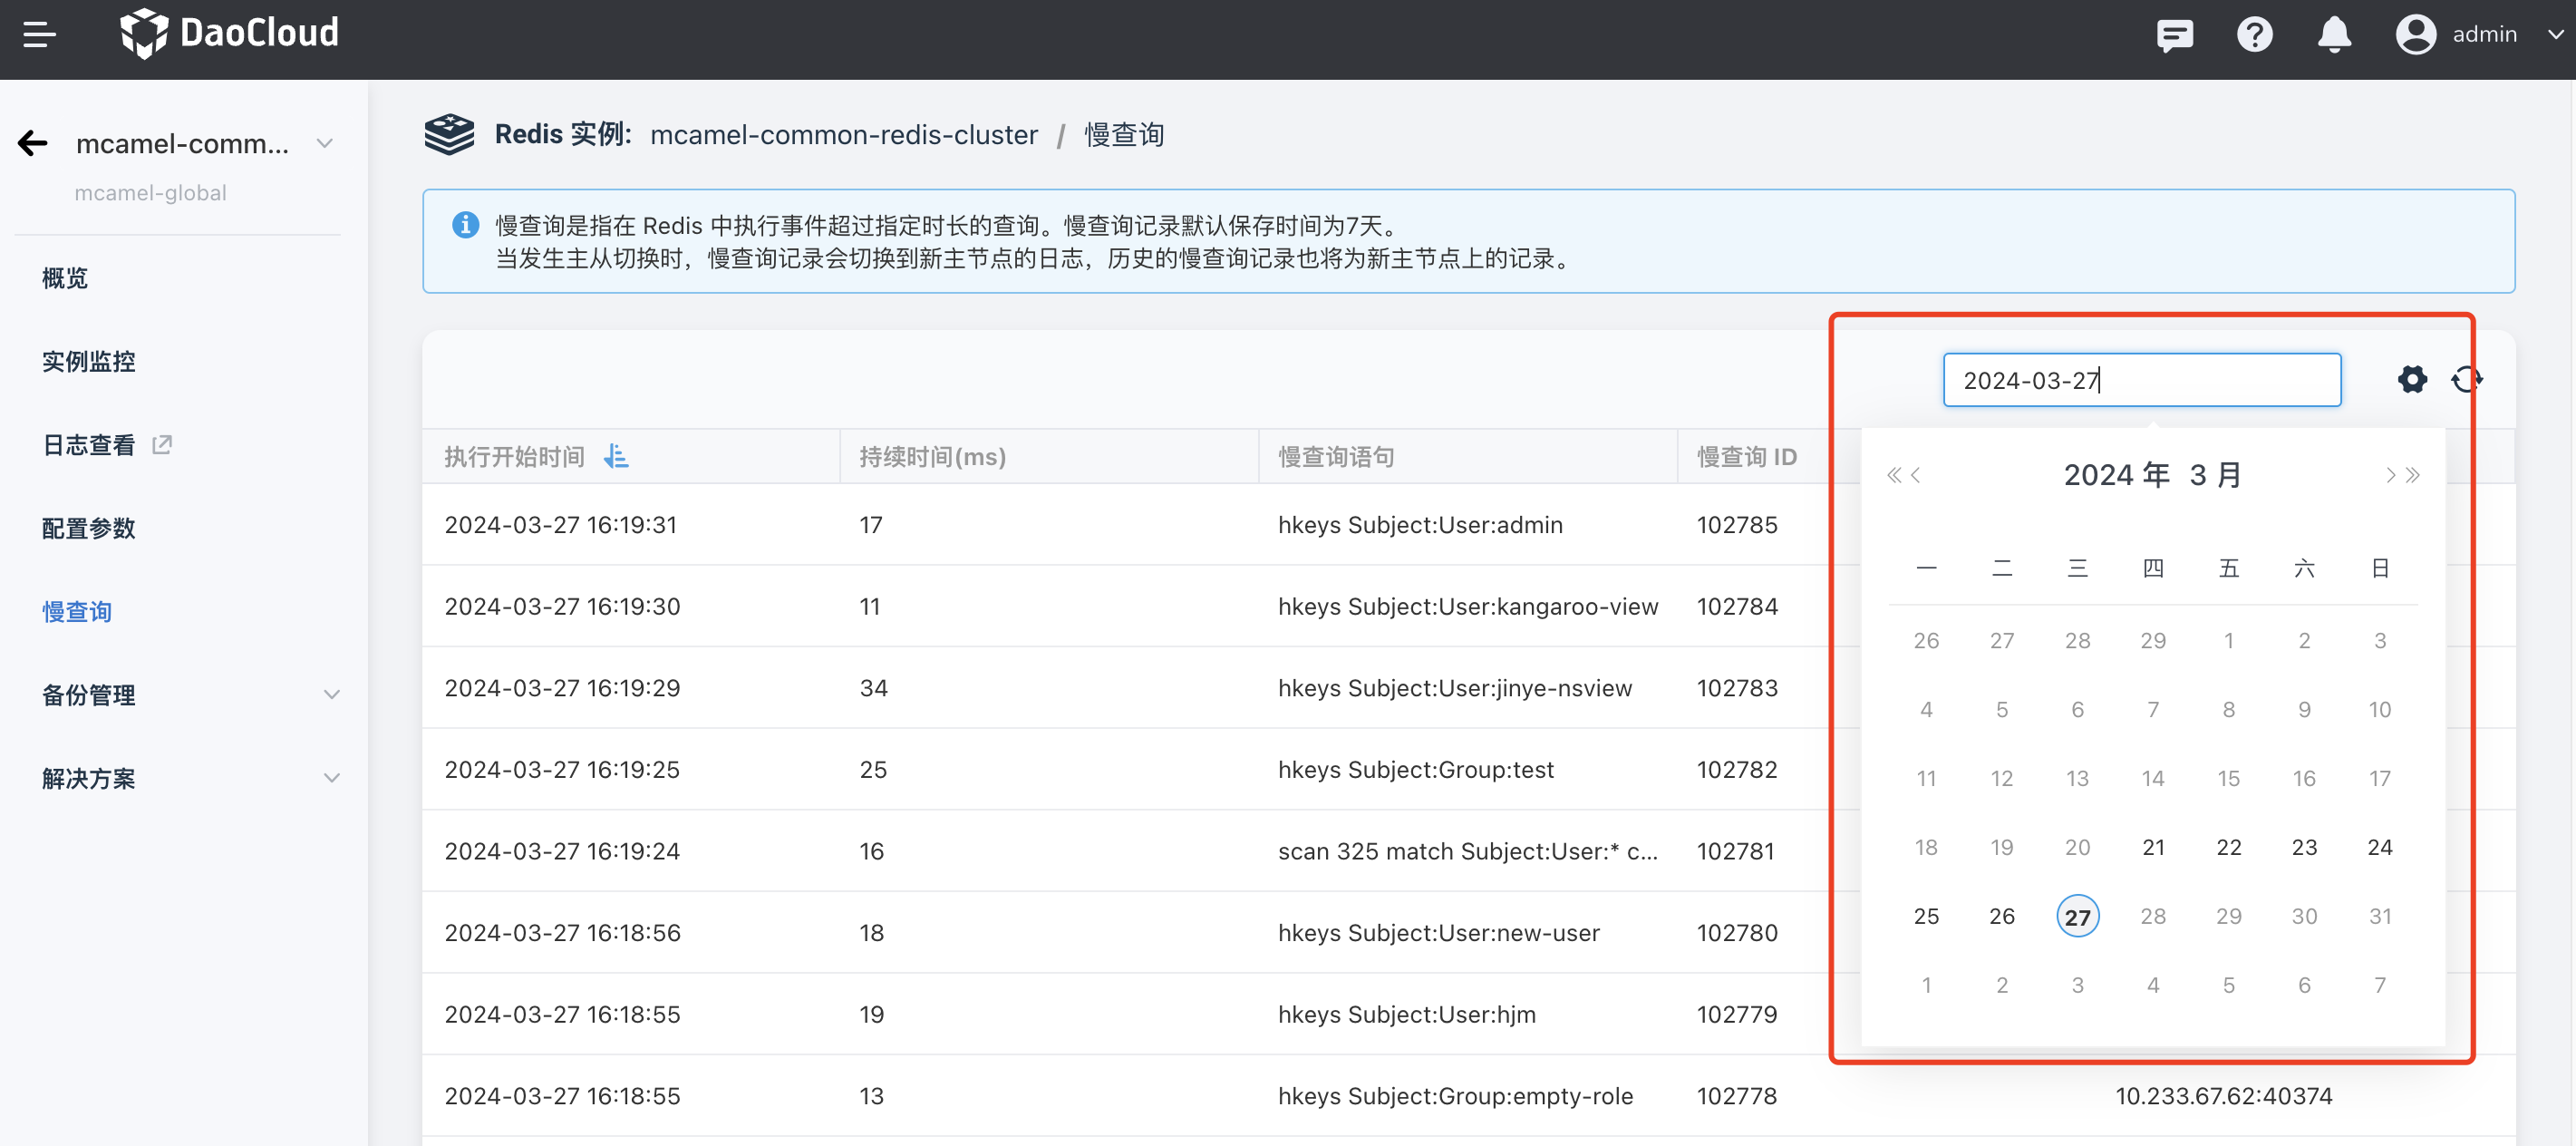 DaoCloud
admin
mcamel-comm...
mcamel-global
概览
实例监控
日志查看
配置参数
慢查询
备份管理
解决方案
Redis 实例: mcamel-common-redis-cluster / 慢查询
慢查询是指在 Redis 中执行事件超过指定时长的查询。慢查询记录默认保存时间为7天。
当发生主从切换时，慢查询记录会切换到新主节点的日志，历史的慢查询记录也将为新主节点上的记录。
2024-03-27
执行开始时间 持续时间(ms) 慢查询语句 慢查询 ID
2024-03-27 16:19:31 17 hkeys Subject:User:admin 102785
2024-03-27 16:19:30 11 hkeys Subject:User:kangaroo-view 102784
2024-03-27 16:19:29 34 hkeys Subject:User:jinye-nsview 102783
2024-03-27 16:19:25 25 hkeys Subject:Group:test 102782
2024-03-27 16:19:24 16 scan 325 match Subject:User:* c... 102781
2024-03-27 16:18:56 18 hkeys Subject:User:new-user 102780
2024-03-27 16:18:55 19 hkeys Subject:User:hjm 102779
2024-03-27 16:18:55 13 hkeys Subject:Group:empty-role 102778 10.233.67.62:40374
2024 年 3 月
一 二 三 四 五 六 日
26 27 28 29 1 2 3
4 5 6 7 8 9 10
11 12 13 14 15 16 17
18 19 20 21 22 23 24
25 26 27 28 29 30 31
1 2 3 4 5 6 7